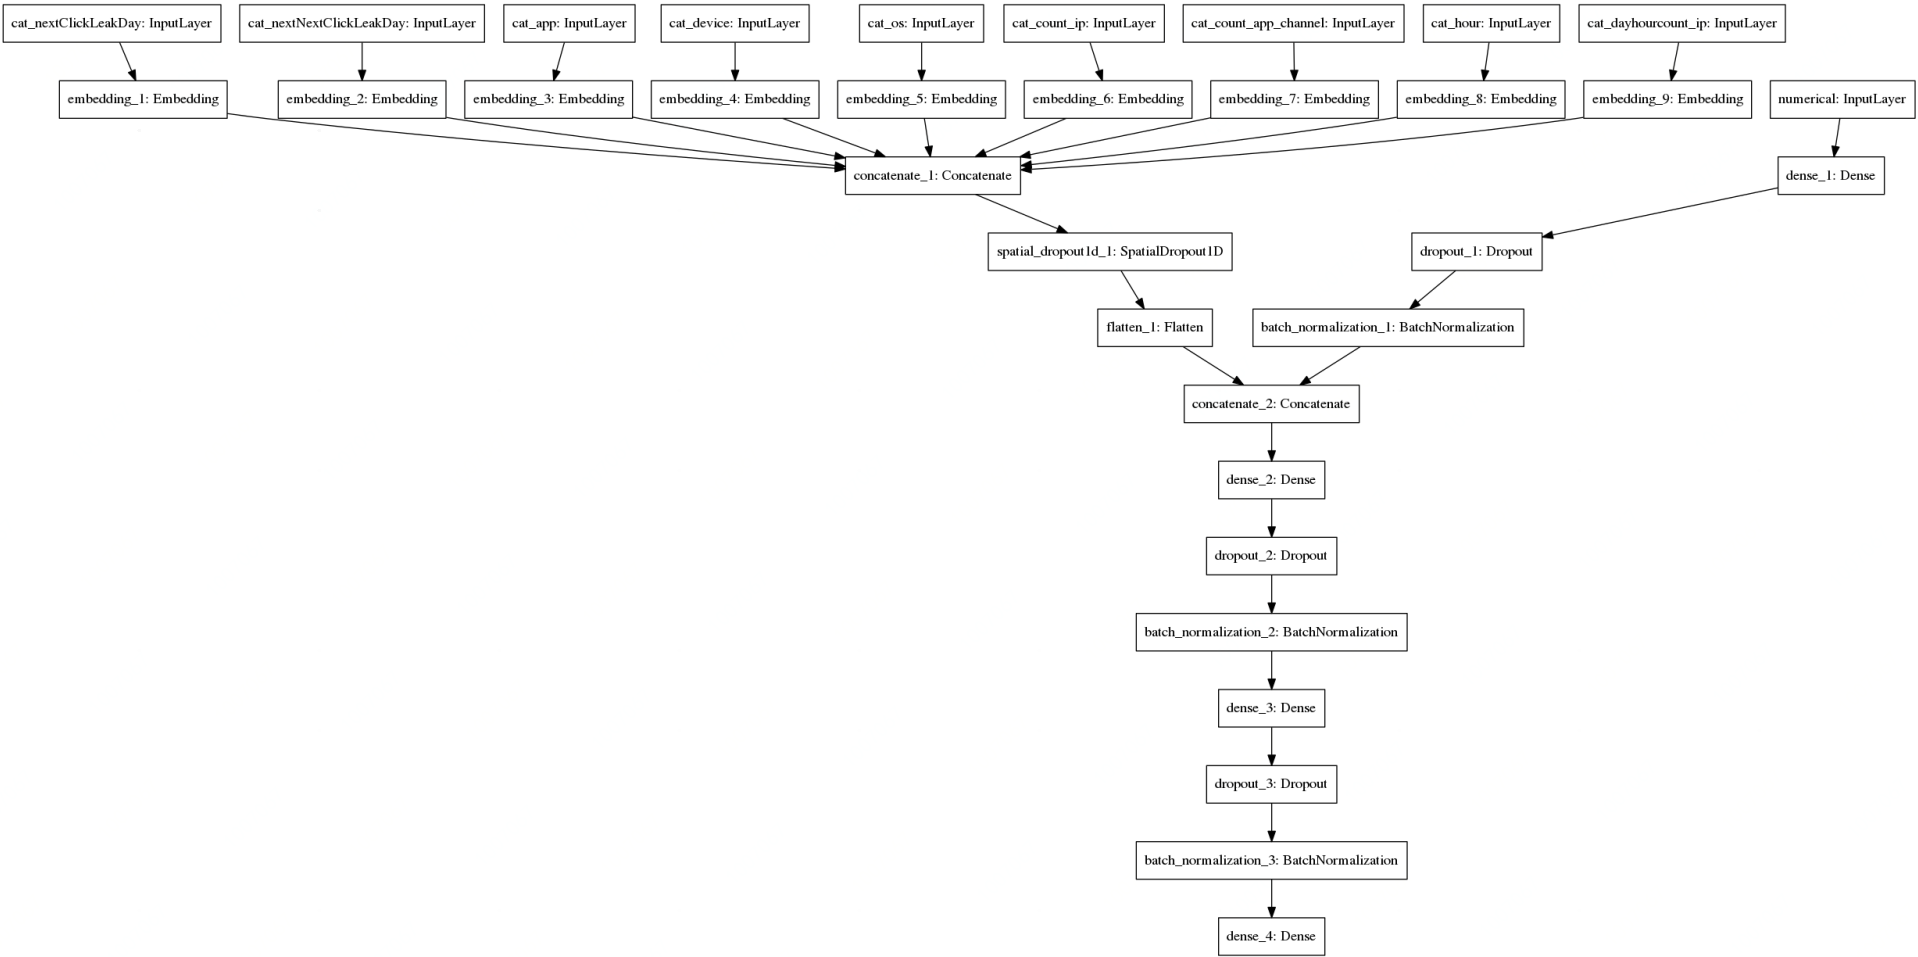 cat_nextClickLeakDay: InputLayer
cat_nextNextClickLeakDay: InputLayer
cat_app: InputLayer
cat_device: InputLayer
cat_os: InputLayer
cat_count_ip: InputLayer
cat_count_app_channel: InputLayer
cat_hour: InputLayer
cat_dayhourcount_ip: InputLayer
embedding_1: Embedding
embedding_2: Embedding
embedding_3: Embedding
embedding_4: Embedding
embedding_5: Embedding
embedding_6: Embedding
embedding_7: Embedding
embedding_8: Embedding
embedding_9: Embedding
numerical: InputLayer
concatenate_1: Concatenate
dense_1: Dense
spatial_dropout1d_1: SpatialDropout1D
dropout_1: Dropout
flatten_1: Flatten
batch_normalization_1: BatchNormalization
concatenate_2: Concatenate
dense_2: Dense
dropout_2: Dropout
batch_normalization_2: BatchNormalization
dense_3: Dense
dropout_3: Dropout
batch_normalization_3: BatchNormalization
dense_4: Dense